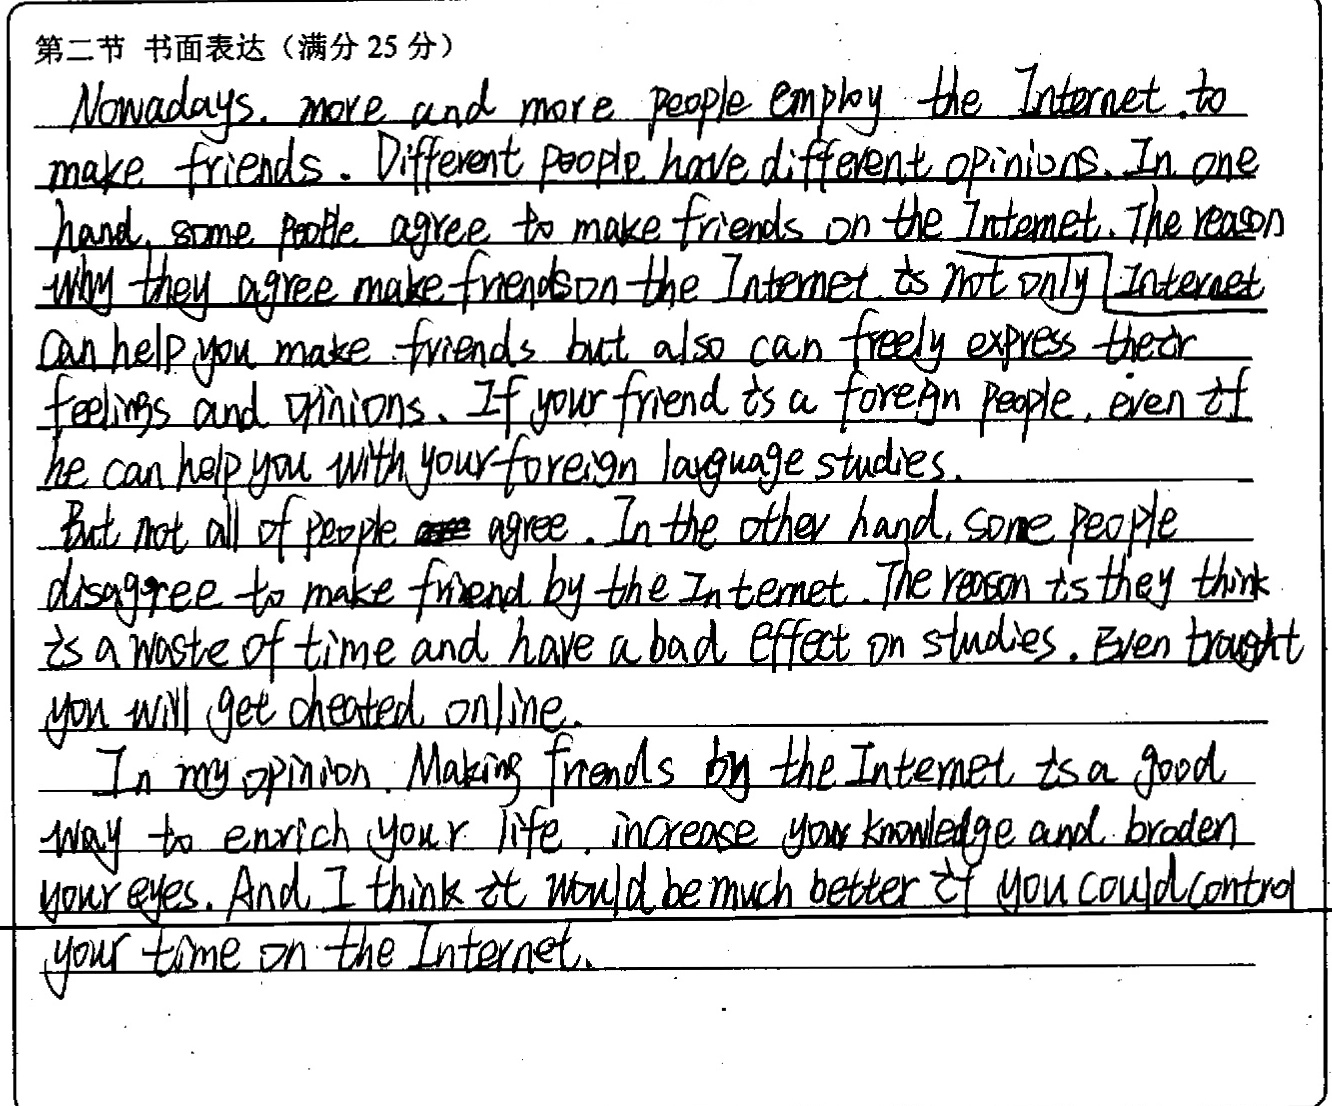 第二节 书面表达（满分 25 分）
Nowadays. more and more people employ the Internet to
make friends. Different people have different opinions. In one
hand, some people agree to make friends on the Internet. The reason
why they agree make friends on the Internet is not only Internet
can help you make friends but also can freely express their
feelings and opinions. If your friend is a foreign people, even if
he can help you with your foreign language studies.
But not all of people agree. In the other hand, some people
disagree to make friend by the Internet. The reason is they think
is a waste of time and have a bad effect on studies. Even trought
you will get cheated online.
In my opinion. Making friends by the Internet is a good
way to enrich your life. increase your knowledge and broden
your eyes. And I think it would be much better if you could control
your time on the Internet.